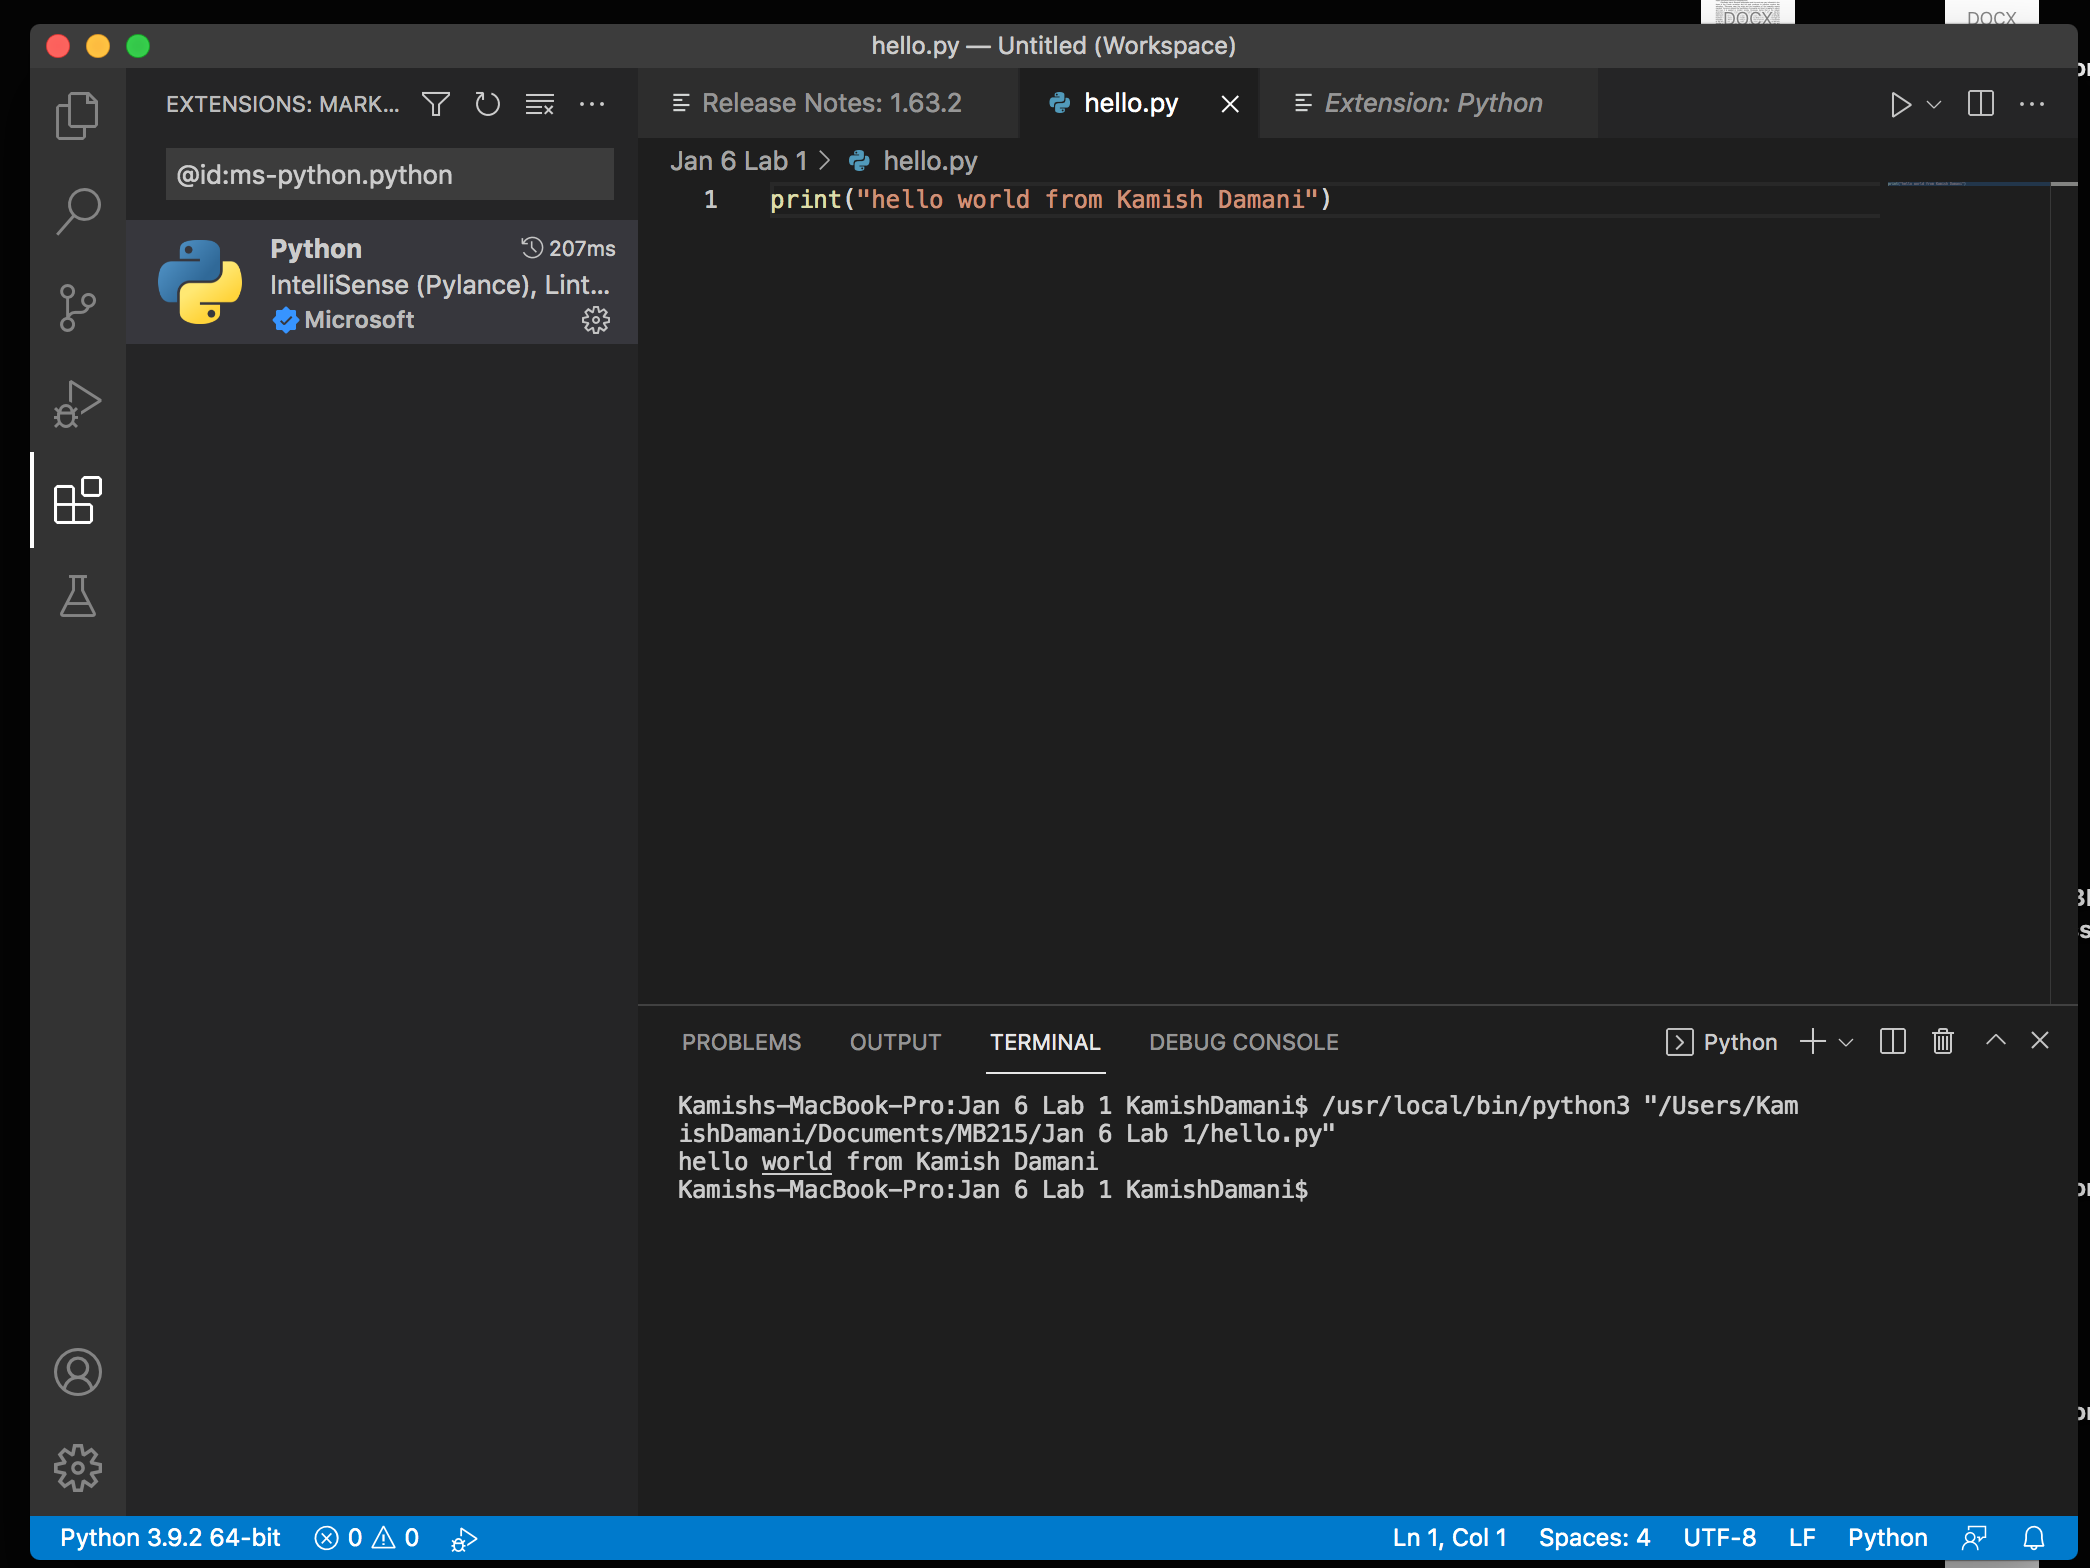 DOCX
DOCX
hello.py — Untitled (Workspace)
EXTENSIONS: MARK...
Release Notes: 1.63.2
hello.py
Extension: Python
@id:ms-python.python
Jan 6 Lab 1 > hello.py
1 print("hello world from Kamish Damani")
Python 207ms
IntelliSense (Pylance), Lint...
Microsoft
PROBLEMS OUTPUT TERMINAL DEBUG CONSOLE
Python
Kamishs-MacBook-Pro:Jan 6 Lab 1 KamishDamani$ /usr/local/bin/python3 "/Users/Kam
ishDamani/Documents/MB215/Jan 6 Lab 1/hello.py"
hello world from Kamish Damani
Kamishs-MacBook-Pro:Jan 6 Lab 1 KamishDamani$
Python 3.9.2 64-bit 0 0 Ln 1, Col 1 Spaces: 4 UTF-8 LF Python